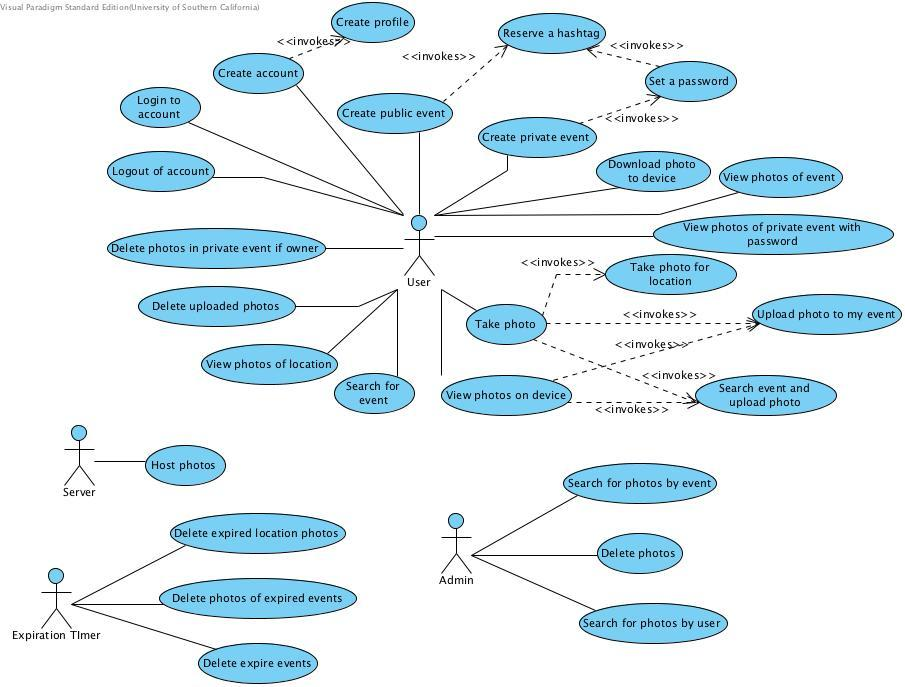 Visual Paradigm Standard Edition(University of Southern California)
Create profile
<<invokes>>
Create account
Reserve a hashtag
<<invokes>>
<<invokes>>
Set a password
Login to
account
Create public event
<<invokes>>
Create private event
Logout of account
Download photo
to device
View photos of event
View photos of private event with
password
Delete photos in private event if owner
User
<<invokes>>
Take photo for
location
Delete uploaded photos
Take photo
<<invokes>>
Upload photo to my event
<<invokes>>
View photos of location
<<invokes>>
Search for
event
View photos on device
<<invokes>>
Search event and
upload photo
Server
Host photos
Search for photos by event
Delete expired location photos
Admin
Delete photos
Delete photos of expired events
Search for photos by user
Expiration TImer
Delete expire events